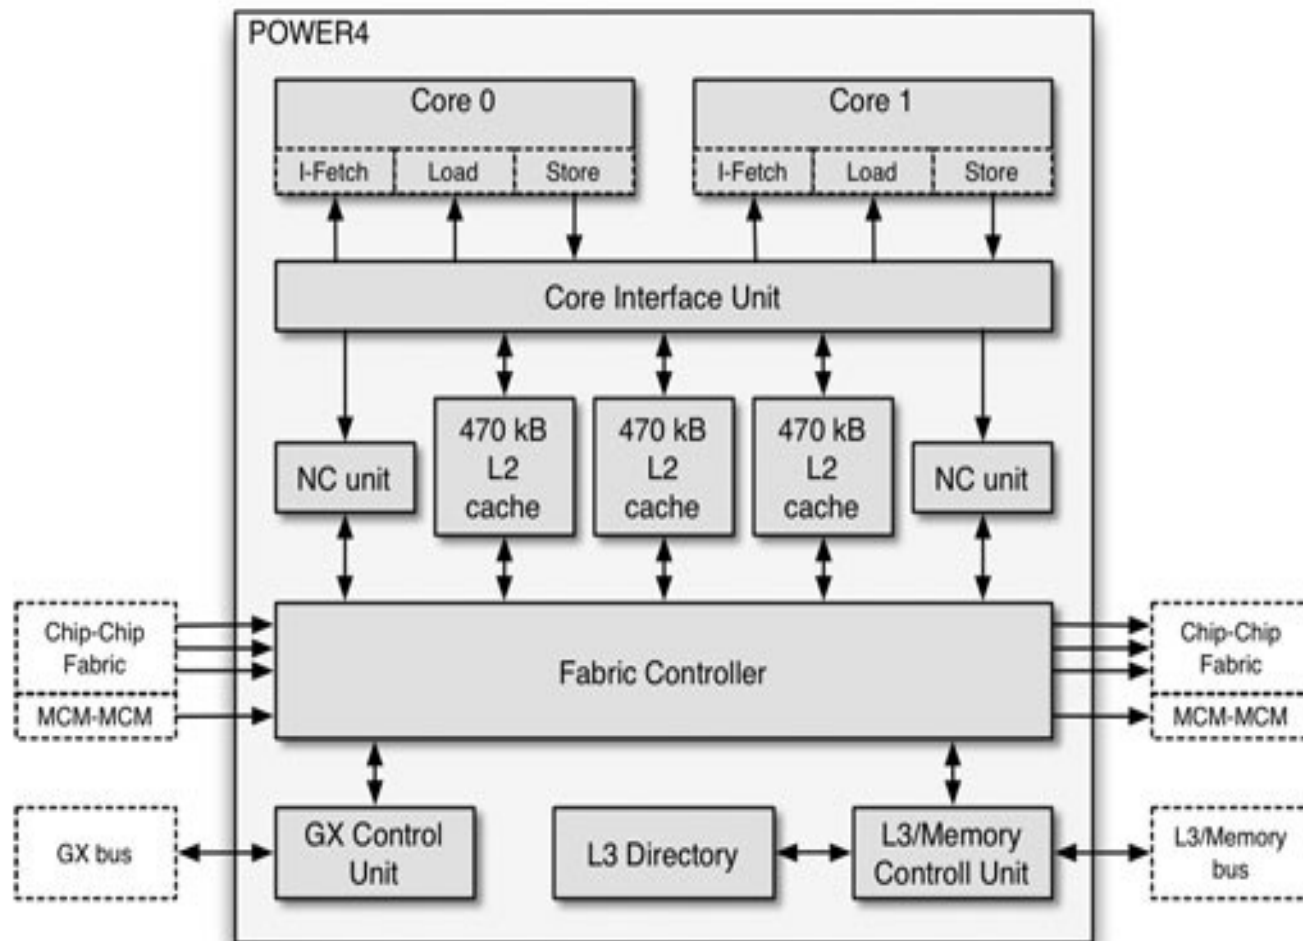 POWER4
Core 0
Core 1
I-Fetch
Load
Store
I-Fetch
Load
Store
Core Interface Unit
470 kB
L2
cache
470 kB
L2
cache
470 kB
L2
cache
NC unit
NC unit
Chip-Chip
Fabric
MCM-MCM
Fabric Controller
Chip-Chip
Fabric
MCM-MCM
GX bus
GX Control
Unit
L3 Directory
L3/Memory
Controll Unit
L3/Memory
bus